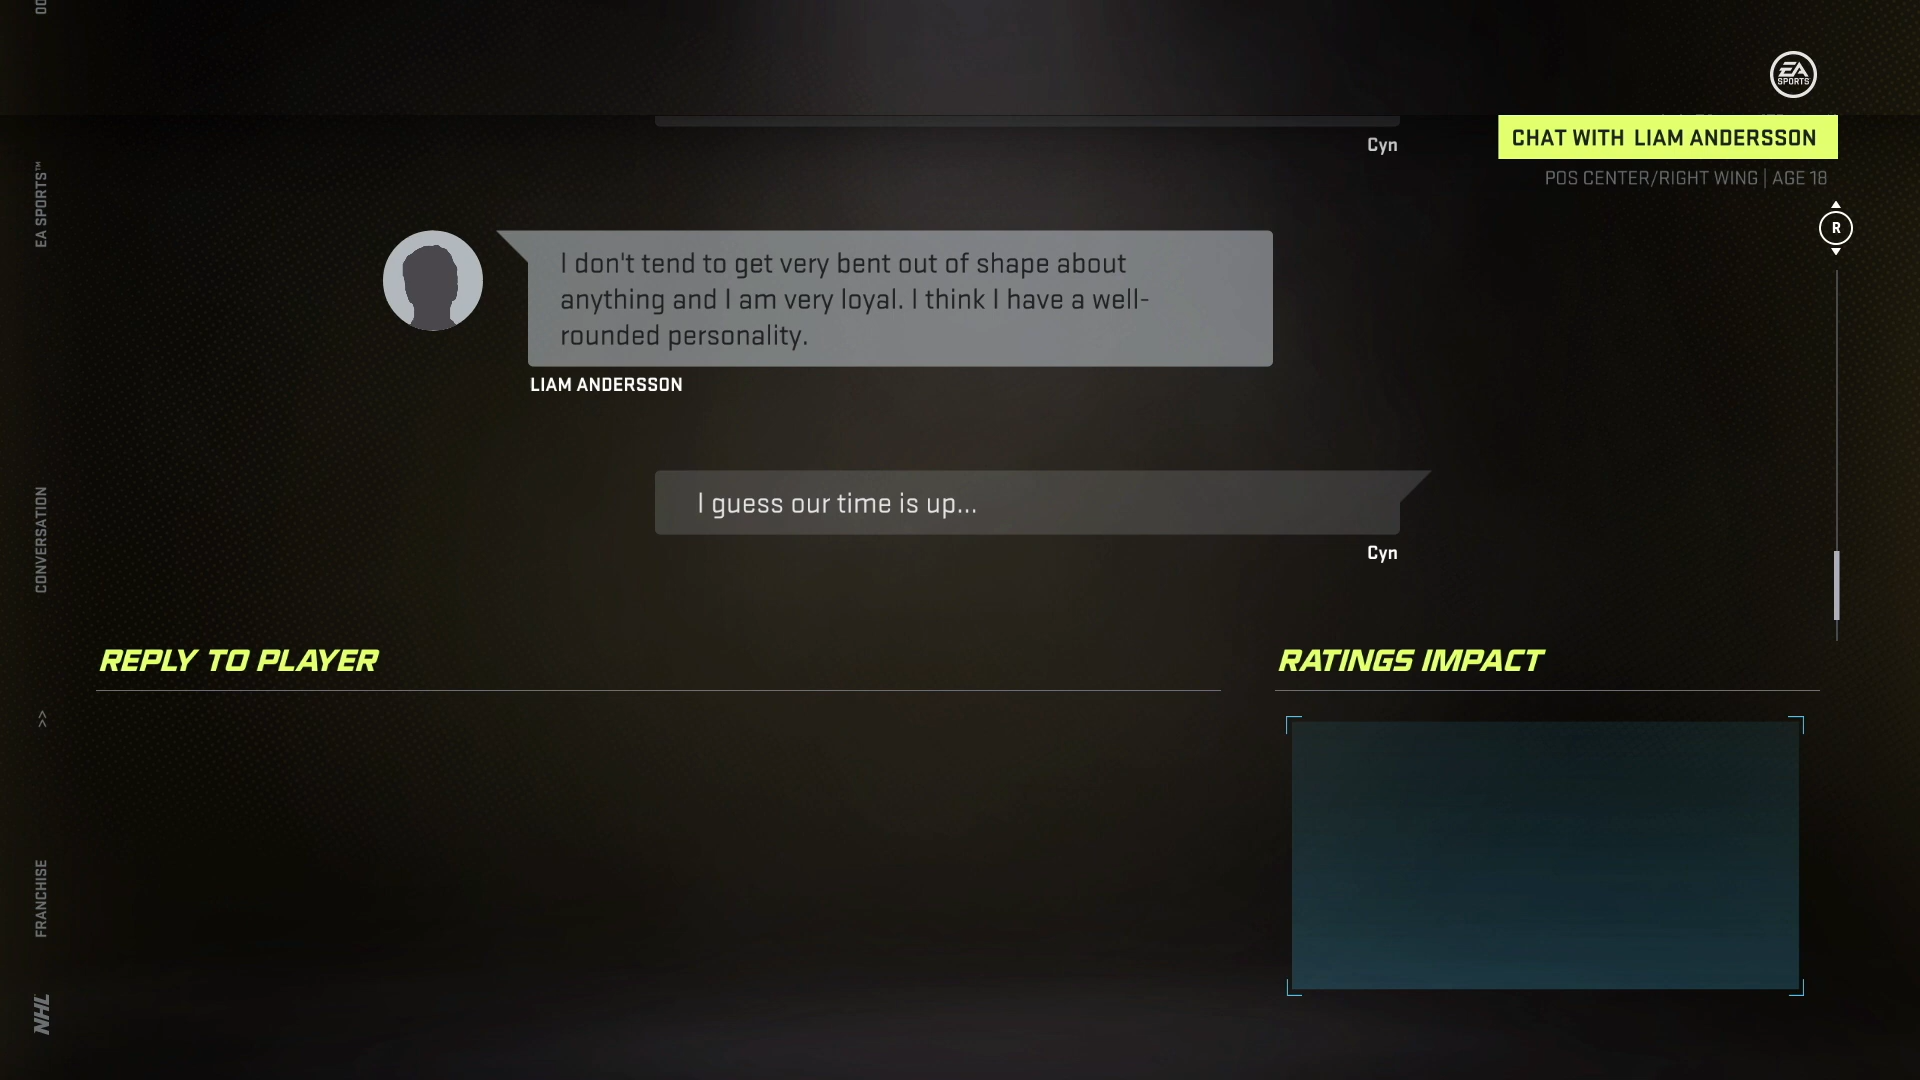 EA SPORTS
Cyn
CHAT WITH LIAM ANDERSSON
POS CENTER/RIGHT WING | AGE 18
R
I don't tend to get very bent out of shape about
anything and I am very loyal. I think I have a well-
rounded personality.
LIAM ANDERSSON
I guess our time is up...
Cyn
REPLY TO PLAYER
RATINGS IMPACT
NHL
FRANCHISE
>>
CONVERSATION
EA SPORTS™